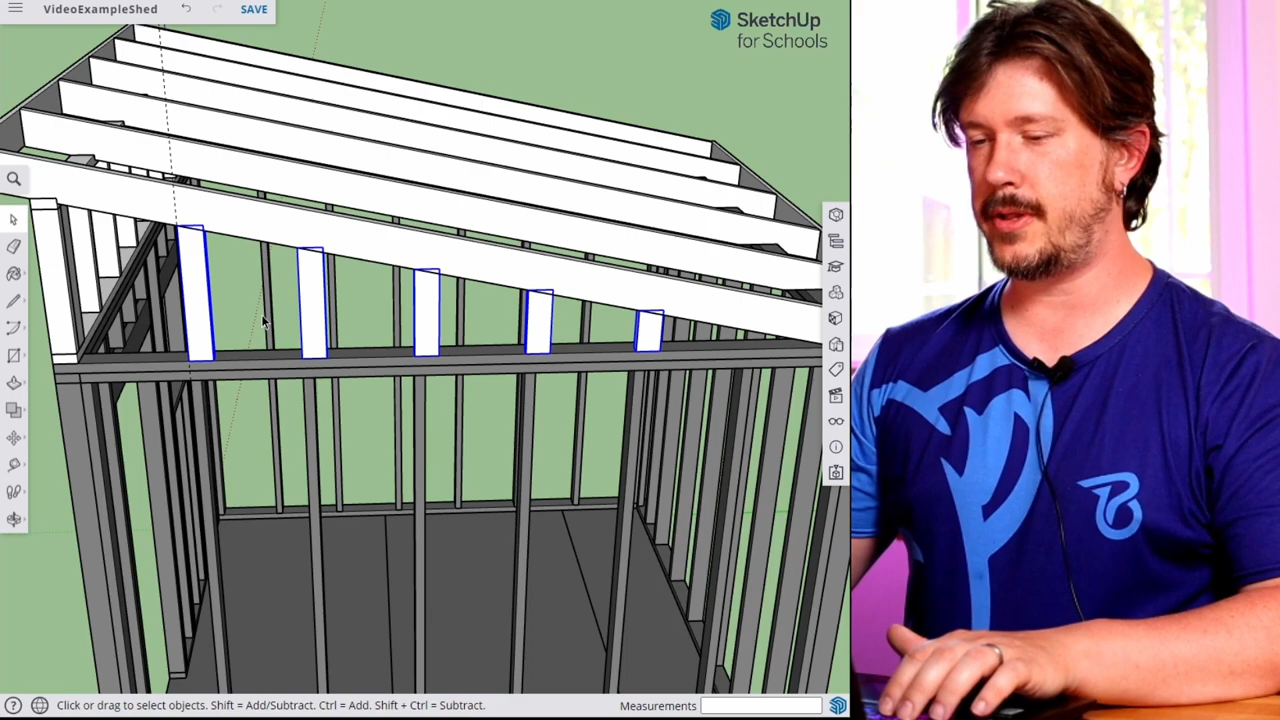 VideoExampleShed SAVE
SketchUp
for Schools
Click or drag to select objects. Shift = Add/Subtract. Ctrl = Add. Shift + Ctrl = Subtract.
Measurements